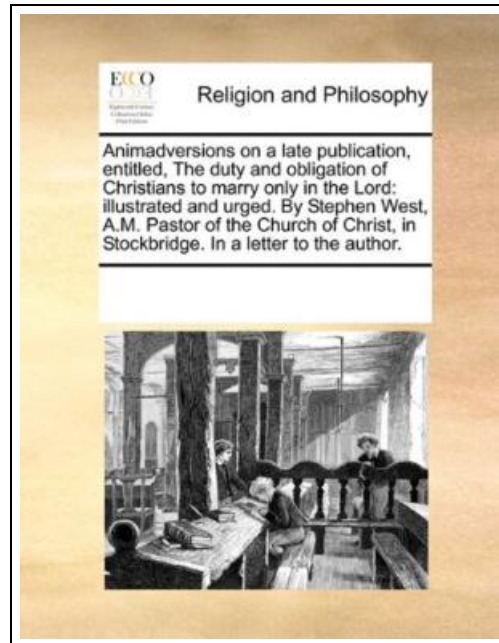 ECCO
Religion and Philosophy
Animadversions on a late publication,
entitled, The duty and obligation of
Christians to marry only in the Lord:
illustrated and urged. By Stephen West,
A.M. Pastor of the Church of Christ, in
Stockbridge. In a letter to the author.